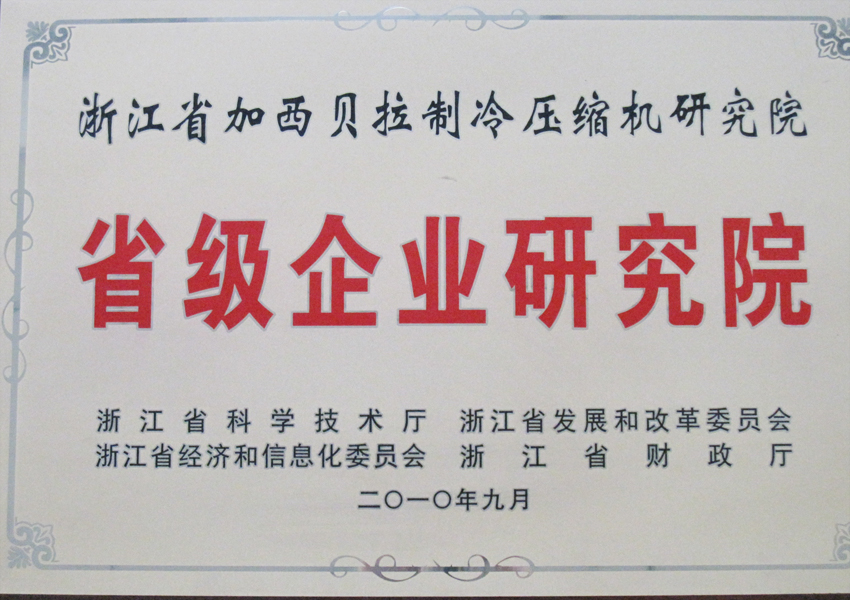 浙江省加西贝拉制冷压缩机研究院
省级企业研究院
浙江省科学技术厅 浙江省发展和改革委员会
浙江省经济和信息化委员会 浙江省财政厅
二〇一〇年九月